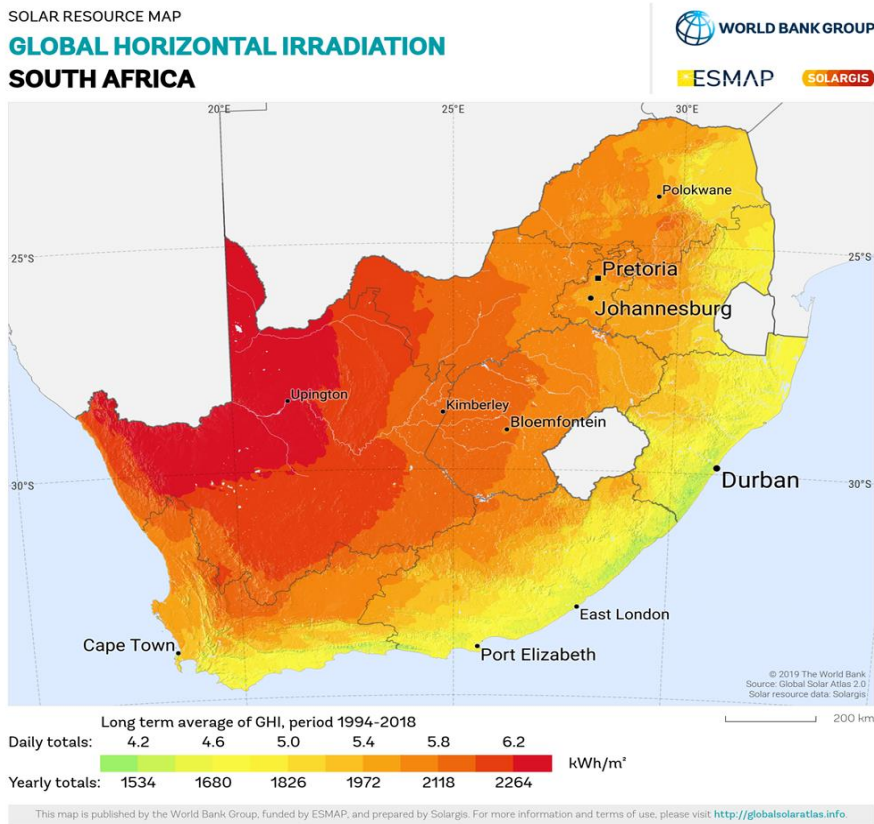 SOLAR RESOURCE MAP
GLOBAL HORIZONTAL IRRADIATION
SOUTH AFRICA
WORLD BANK GROUP
ESMAP
SOLARGIS
20°E
25°E
30°E
Polokwane
25°S
25°S
Pretoria
Johannesburg
Upington
Kimberley
Bloemfontein
30°S
Durban
30°S
East London
Cape Town
Port Elizabeth
© 2019 The World Bank
Source: Global Solar Atlas 2.0
Solar resource data: Solargis
200 km
Long term average of GHI, period 1994-2018
Daily totals: 4.2 4.6 5.0 5.4 5.8 6.2
kWh/m²
Yearly totals: 1534 1680 1826 1972 2118 2264
This map is published by the World Bank Group, funded by ESMAP, and prepared by Solargis. For more information and terms of use, please visit http://globalsolaratlas.info.